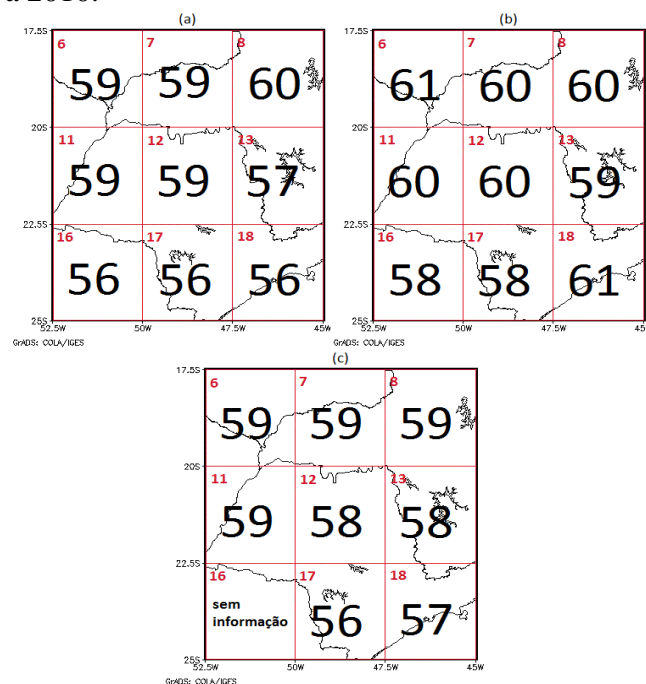 a 2016.
(a)
(b)
17.5S
6
7
8
59
59
60
20S
11
12
13
59
59
57
22.5S
16
17
18
56
56
56
25S
52.5W
50W
47.5W
45W
GrADS: COLA/IGES
17.5S
6
7
8
61
60
60
20S
11
12
13
60
60
59
22.5S
16
17
18
58
58
61
25S
52.5W
50W
47.5W
45
GrADS: COLA/IGES
(c)
17.5S
6
7
8
59
59
59
20S
11
12
13
59
58
58
22.5S
16
17
18
sem
informação
56
57
25S
52.5W
50W
47.5W
45W
GrADS: COLA/IGES